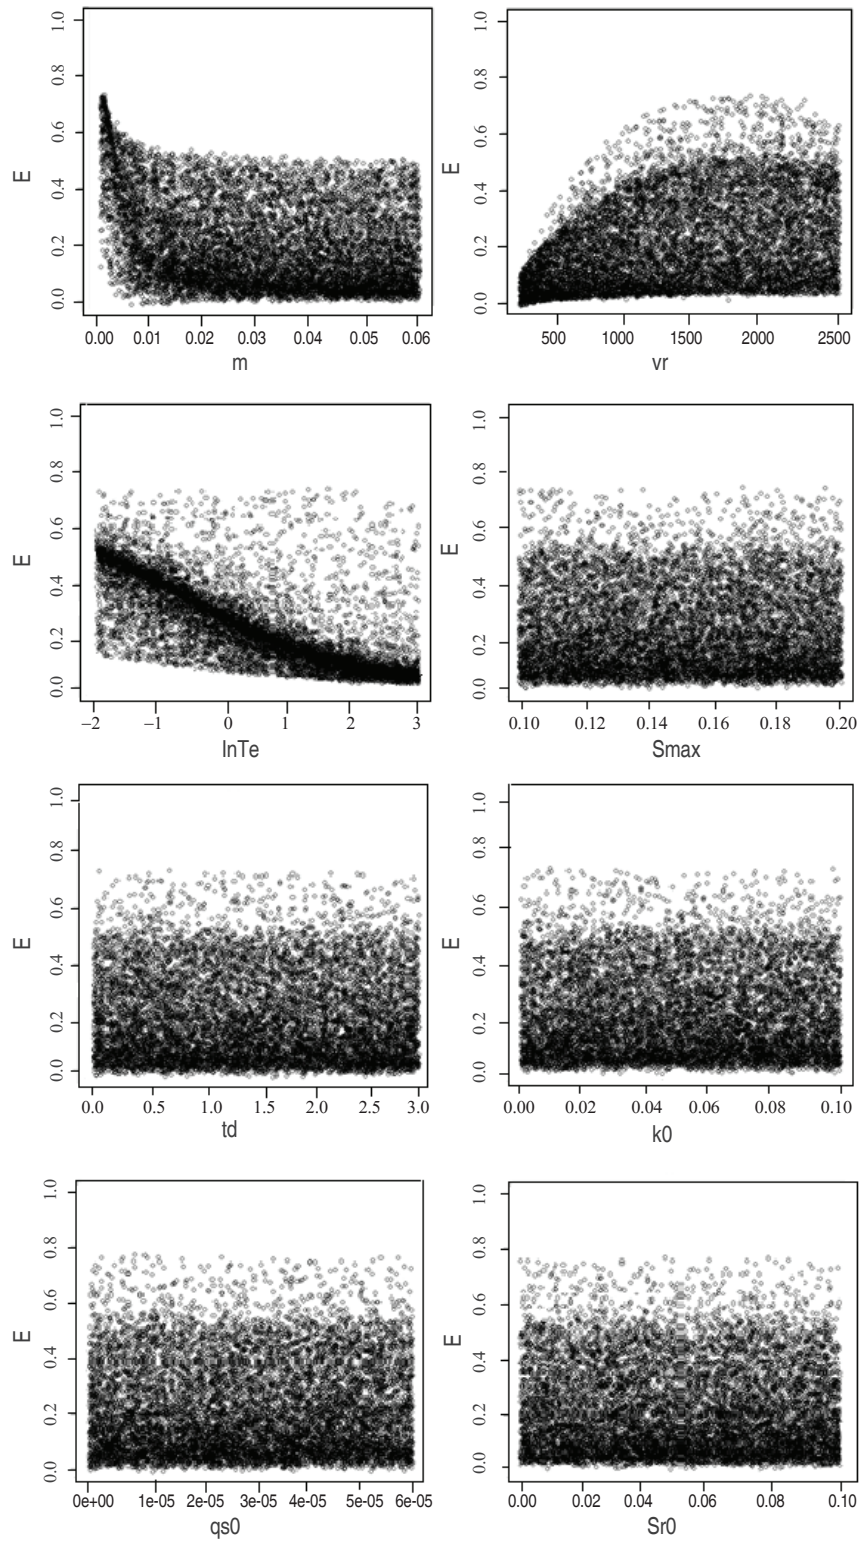 1.0
0.8
0.6
E
0.4
0.2
0.0
0.00 0.01 0.02 0.03 0.04 0.05 0.06
m
1.0
0.8
0.6
E
0.4
0.2
0.0
500 1000 1500 2000 2500
vr
1.0
0.8
0.6
E
0.4
0.2
0.0
−2 −1 0 1 2 3
lnTe
1.0
0.8
0.6
E
0.4
0.2
0.0
0.10 0.12 0.14 0.16 0.18 0.20
Smax
1.0
0.8
0.6
E
0.4
0.2
0.0
0.0 0.5 1.0 1.5 2.0 2.5 3.0
td
1.0
0.8
0.6
E
0.4
0.2
0.0
0.00 0.02 0.04 0.06 0.08 0.10
k0
1.0
0.8
0.6
E
0.4
0.2
0.0
0e+00 1e-05 2e-05 3e-05 4e-05 5e-05 6e-05
qs0
1.0
0.8
0.6
E
0.4
0.2
0.0
0.00 0.02 0.04 0.06 0.08 0.10
Sr0